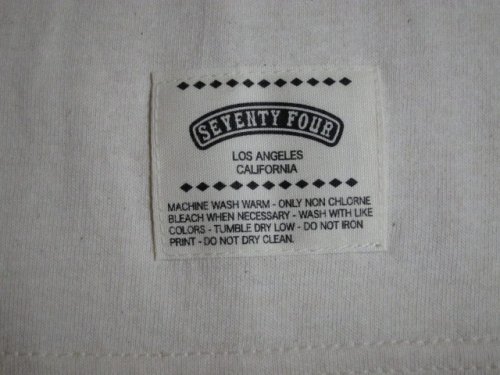 SEVENTY FOUR
LOS ANGELES
CALIFORNIA
MACHINE WASH WARM - ONLY NON CHLORNE
BLEACH WHEN NECESSARY - WASH WITH LIKE
COLORS - TUMBLE DRY LOW - DO NOT IRON
PRINT - DO NOT DRY CLEAN.